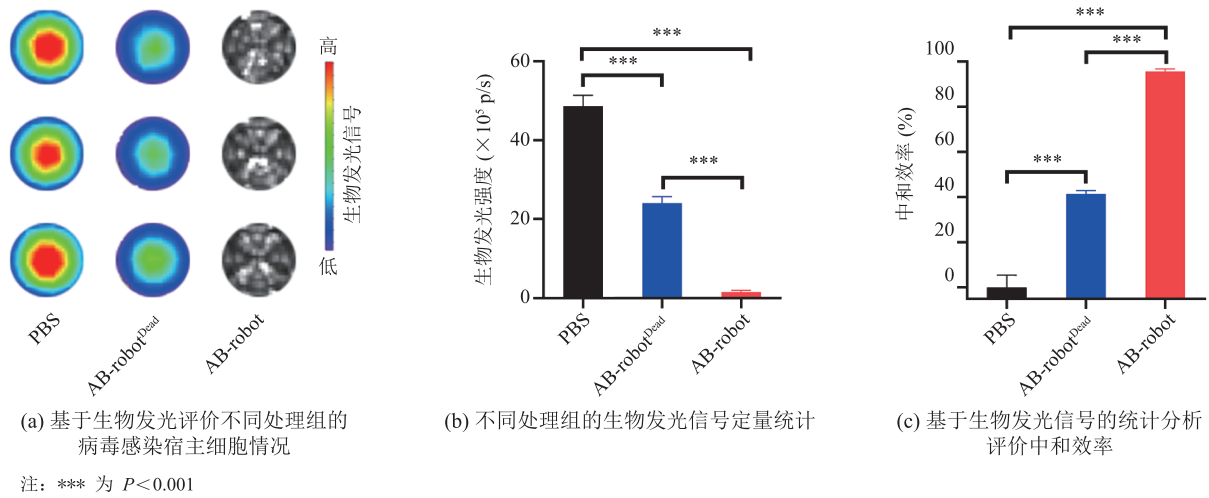 高
生物发光信号
低
PBS
AB-robotDead
AB-robot
***
***
***
60
40
20
0
生物发光强度 (×10⁵ p/s)
PBS
AB-robotDead
AB-robot
***
***
***
100
80
60
40
20
0
中和效率 (%)
PBS
AB-robotDead
AB-robot
(a) 基于生物发光评价不同处理组的
病毒感染宿主细胞情况
(b) 不同处理组的生物发光信号定量统计
(c) 基于生物发光信号的统计分析
评价中和效率
注：*** 为 P＜0.001